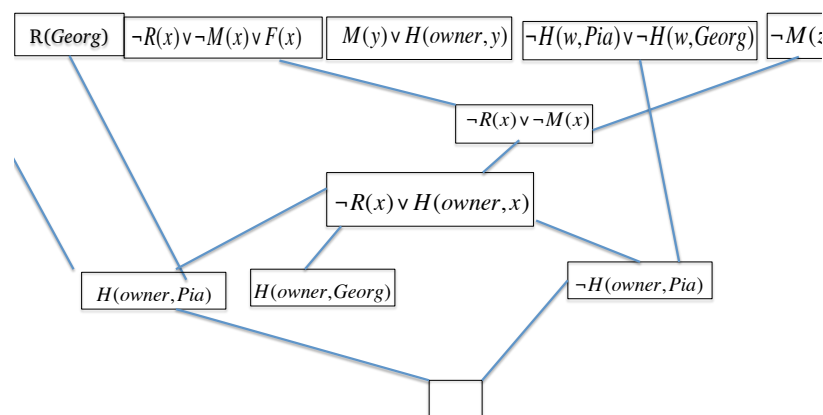 R(Georg)
¬R(x)∨¬M(x)∨F(x)
M(y)∨H(owner,y)
¬H(w,Pia)∨¬H(w,Georg)
¬M(z
¬R(x)∨¬M(x)
¬R(x)∨H(owner,x)
H(owner,Pia)
H(owner,Georg)
¬H(owner,Pia)